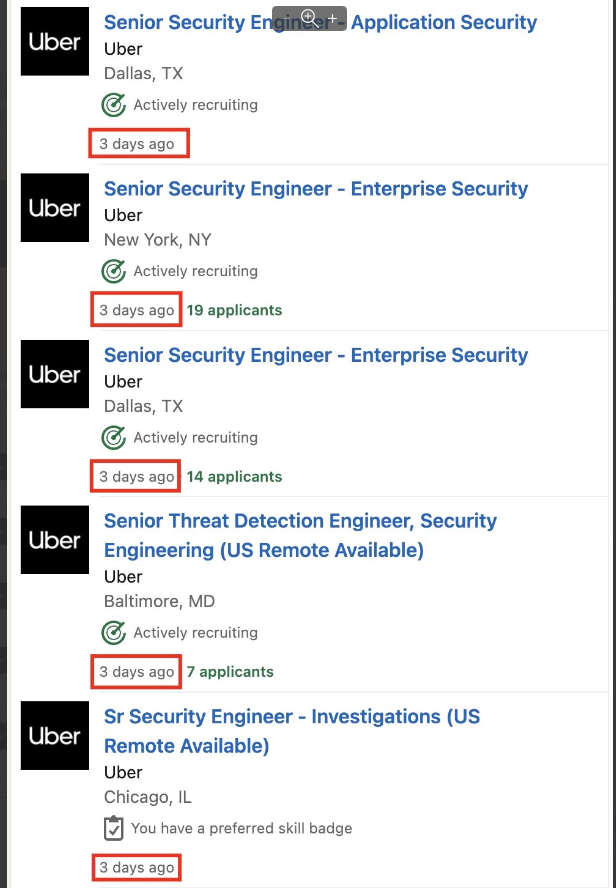 Uber
Senior Security Engineer - Application Security
Uber
Dallas, TX
Actively recruiting
3 days ago
Uber
Senior Security Engineer - Enterprise Security
Uber
New York, NY
Actively recruiting
3 days ago 19 applicants
Uber
Senior Security Engineer - Enterprise Security
Uber
Dallas, TX
Actively recruiting
3 days ago 14 applicants
Uber
Senior Threat Detection Engineer, Security
Engineering (US Remote Available)
Uber
Baltimore, MD
Actively recruiting
3 days ago 7 applicants
Uber
Sr Security Engineer - Investigations (US
Remote Available)
Uber
Chicago, IL
You have a preferred skill badge
3 days ago